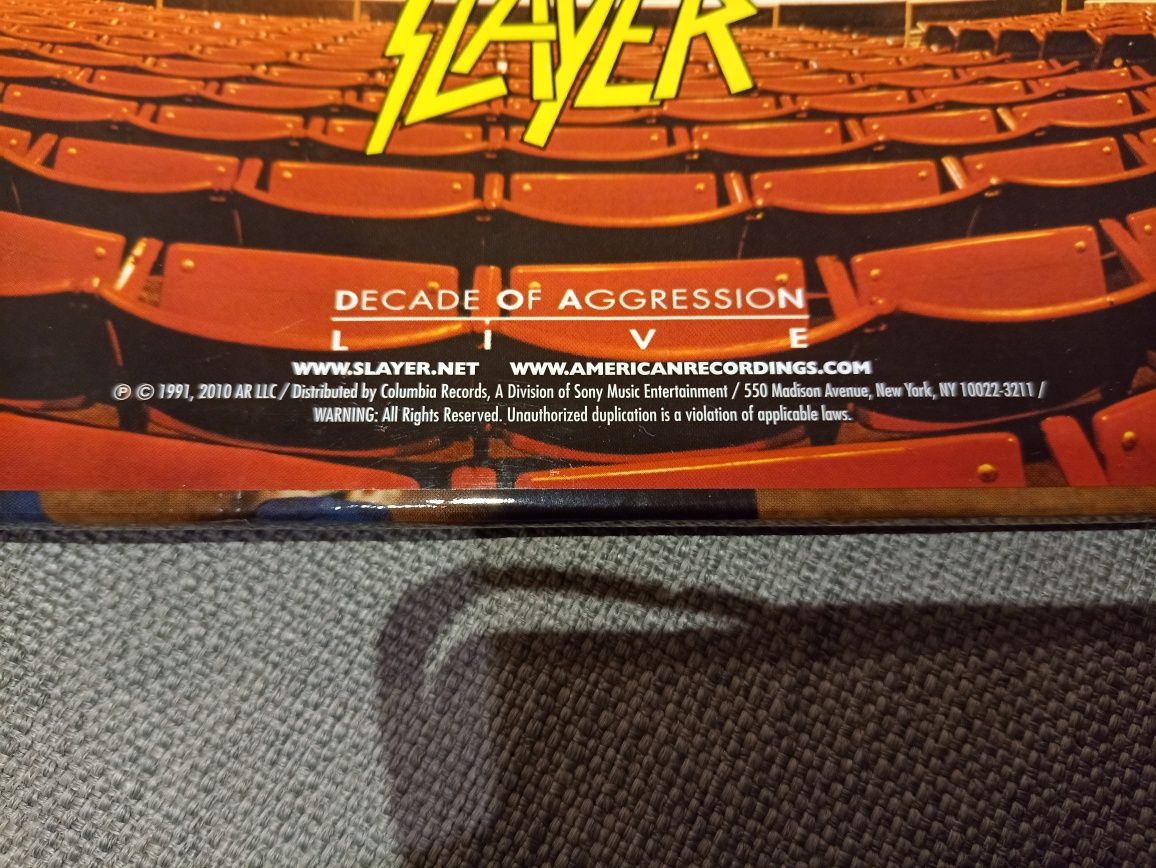 SLAYER
DECADE OF AGGRESSION
LiVE
WWW.SLAYER.NET WWW.AMERICANRECORDINGS.COM
℗ © 1991, 2010 AR LLC / Distributed by Columbia Records, A Division of Sony Music Entertainment / 550 Madison Avenue, New York, NY 10022-3211 /
WARNING: All Rights Reserved. Unauthorized duplication is a violation of applicable laws.